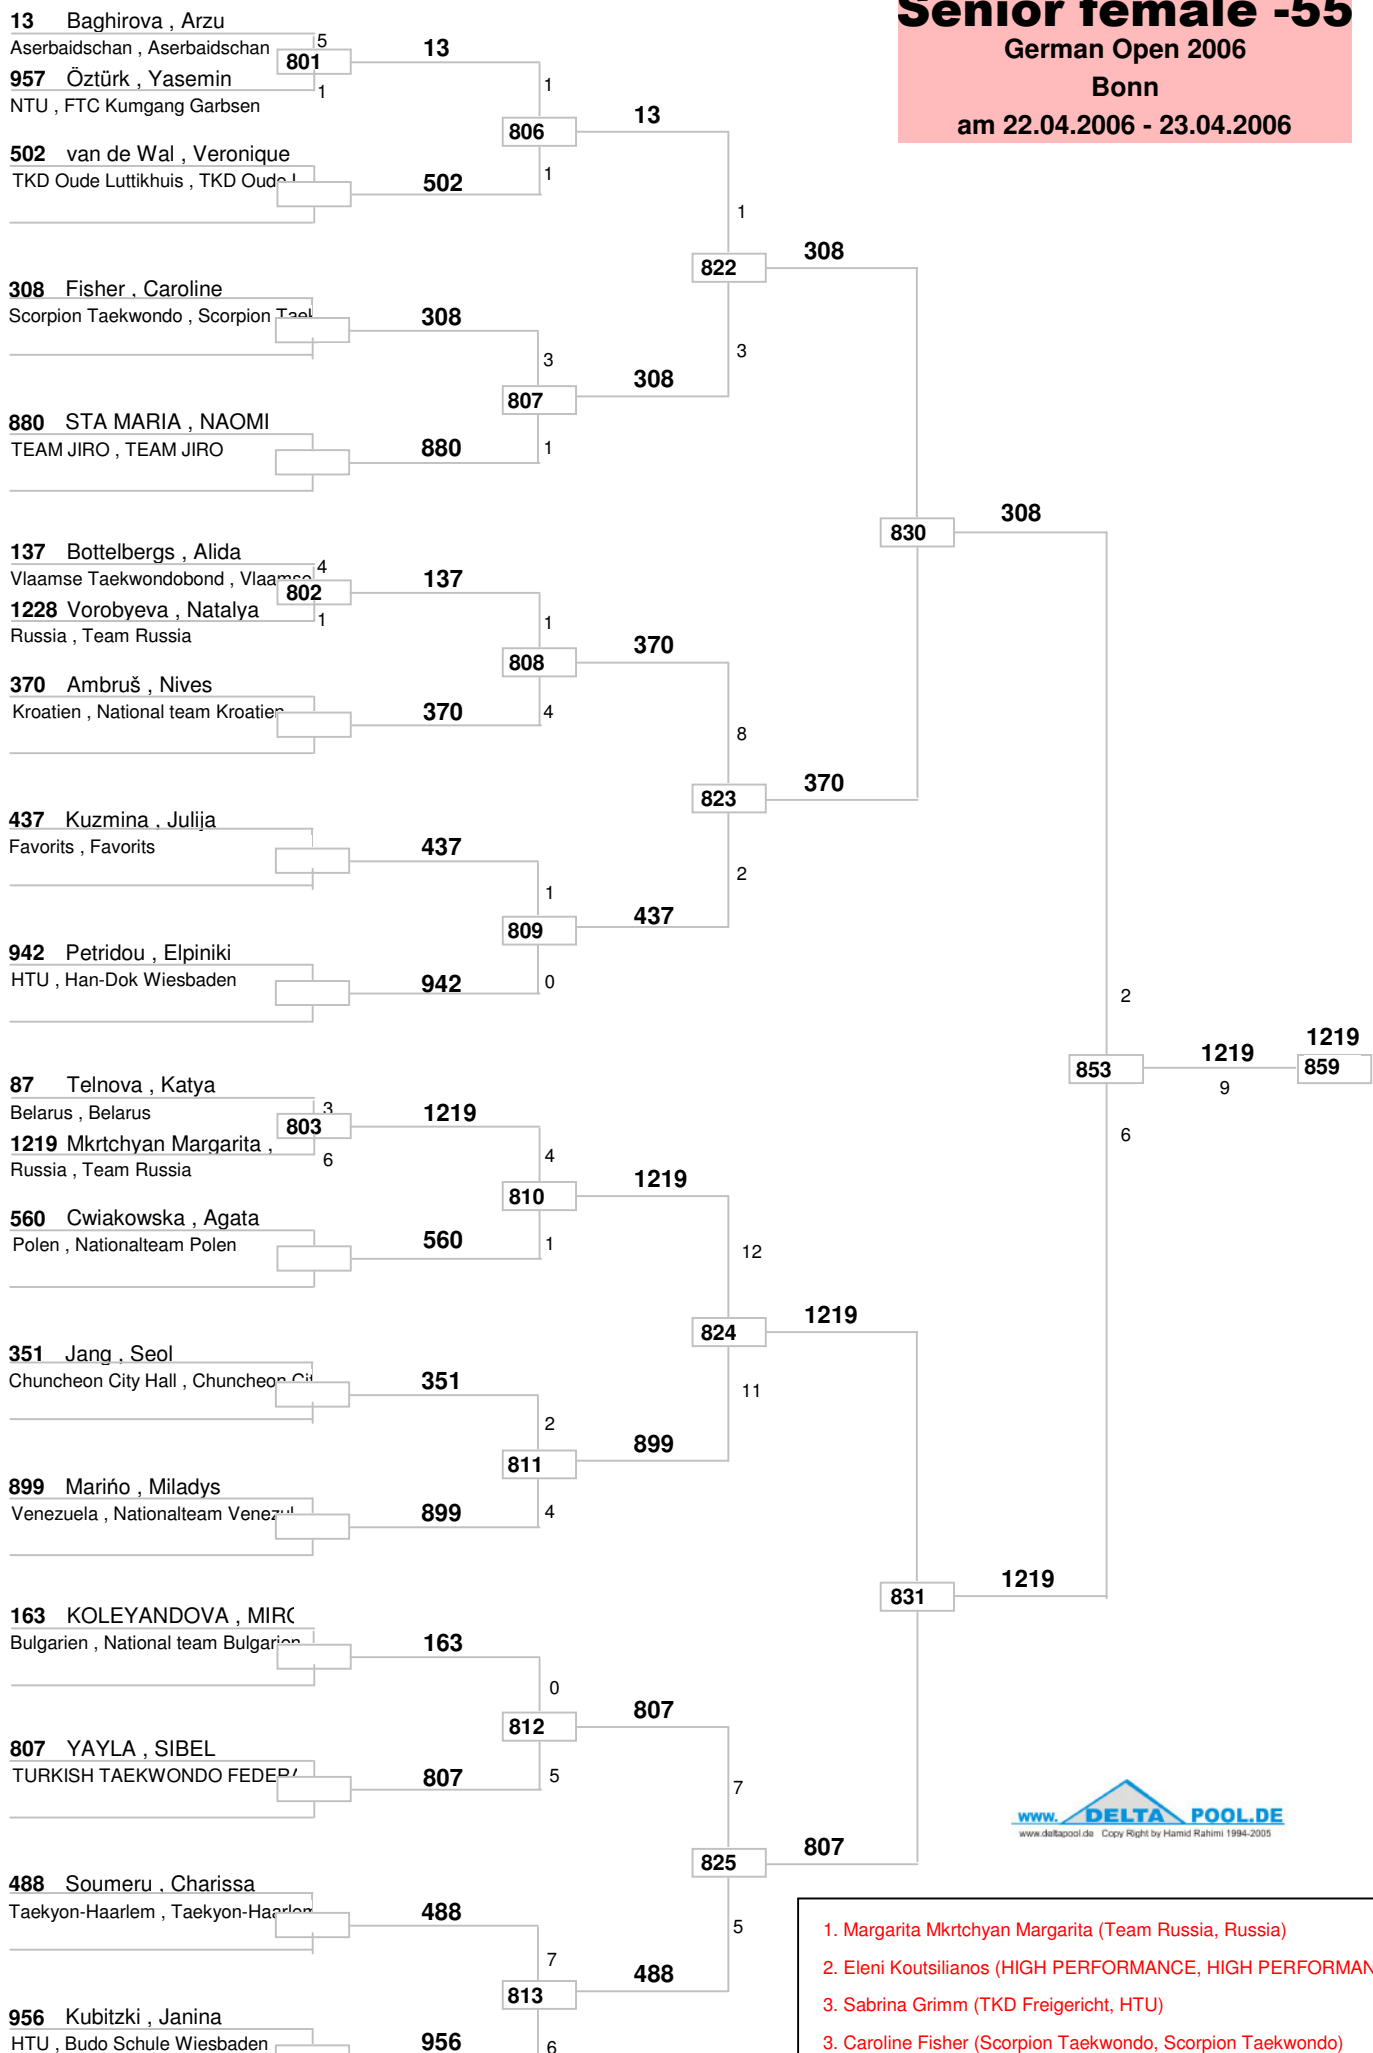 Senior female -55
German Open 2006
Bonn
am 22.04.2006 - 23.04.2006
13 Baghirova , Arzu
Aserbaidschan , Aserbaidschan
5
801
13
957 Öztürk , Yasemin
1
NTU , FTC Kumgang Garbsen
1
806
13
502 van de Wal , Veronique
TKD Oude Luttikhuis , TKD
502
1
1
822
308
308 Fisher , Caroline
Scorpion Taekwondo , Scorpion
308
3
3
807
308
880 STA MARIA , NAOMI
TEAM JIRO , TEAM JIRO
880
1
830
308
137 Bottelbergs , Alida
Vlaamse Taekwondobond ,
4
802
137
1228 Vorobyeva , Natalya
1
Russia , Team Russia
1
808
370
370 Ambruš , Nives
Kroatien , National team Kroatien
370
4
8
823
370
437 Kuzmina , Julija
Favorits , Favorits
437
2
1
809
437
942 Petridou , Elpiniki
HTU , Han-Dok Wiesbaden
942
0
2
853
1219
9
1219
859
87 Telnova , Katya
Belarus , Belarus
3
803
1219
1219 Mkrtchyan Margarita ,
6
Russia , Team Russia
6
4
810
1219
560 Cwiakowska , Agata
Polen , Nationalteam Polen
560
1
12
824
1219
351 Jang , Seol
Chuncheon City Hall , Chuncheon
351
11
2
811
899
899 Marińo , Miladys
Venezuela , Nationalteam
899
4
831
1219
163 KOLEYANDOVA ,
Bulgarien , National team Bulgarien
163
0
812
807
807 YAYLA , SIBEL
TURKISH TAEKWONDO
807
5
7
825
807
488 Soumeru , Charissa
Taekyon-Haarlem , Taekyon-Haarlem
488
5
7
813
488
956 Kubitzki , Janina
HTU , Budo Schule Wiesbaden
956
6
www. DELTA POOL.DE
www.deltapool.de Copy Right by Hamid Rahimi 1994-2005
1. Margarita Mkrtchyan Margarita (Team Russia, Russia)
2. Eleni Koutsilianos (HIGH PERFORMANCE, HIGH
3. Sabrina Grimm (TKD Freigericht, HTU)
3. Caroline Fisher (Scorpion Taekwondo, Scorpion Taekwondo)